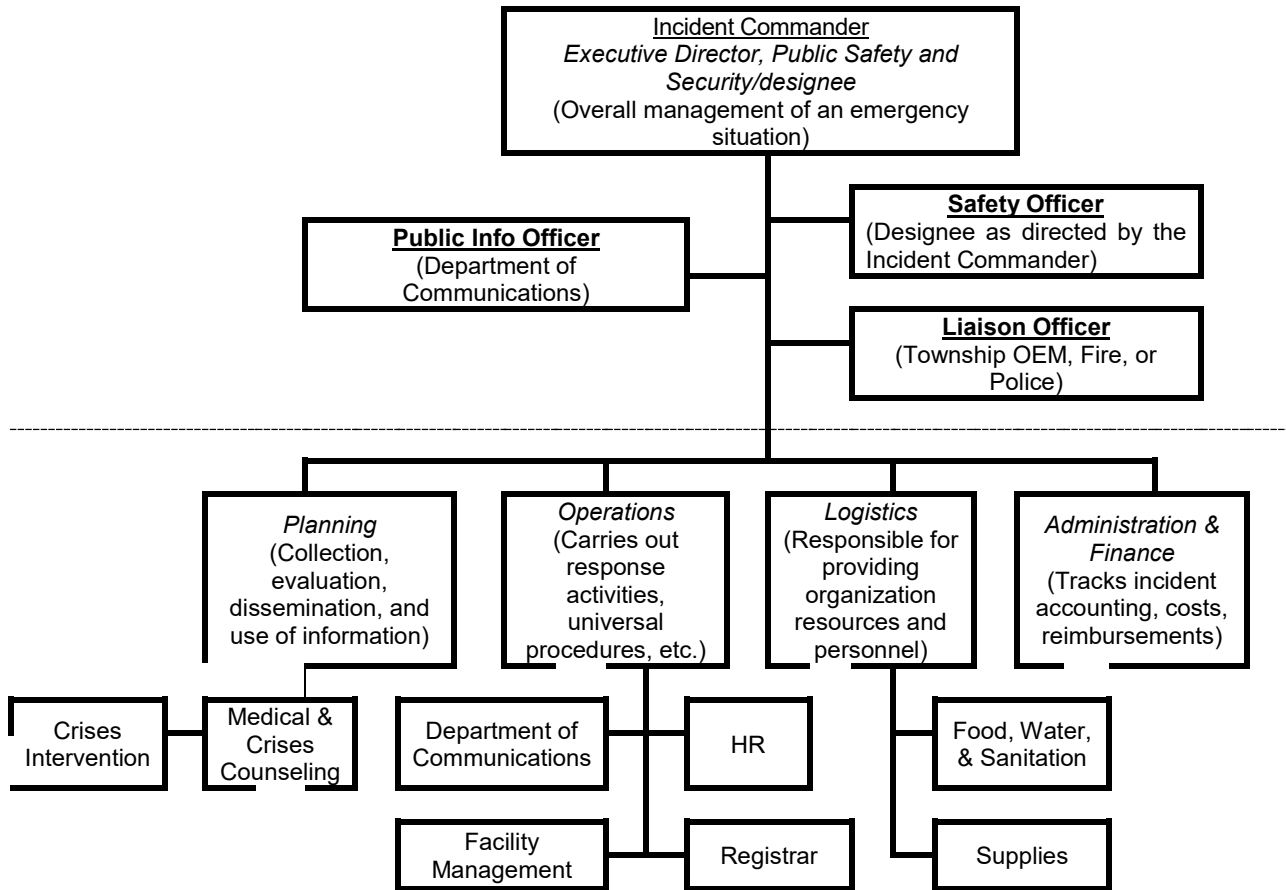 Incident Commander
Executive Director, Public Safety and
Security/designee
(Overall management of an emergency
situation)
Safety Officer
(Designee as directed by the
Incident Commander)
Public Info Officer
(Department of
Communications)
Liaison Officer
(Township OEM, Fire, or
Police)
Planning
(Collection,
evaluation,
dissemination, and
use of information)
Operations
(Carries out
response
activities,
universal
procedures, etc.)
Logistics
(Responsible for
providing
organization
resources and
personnel)
Administration &
Finance
(Tracks incident
accounting, costs,
reimbursements)
Crises
Intervention
Medical &
Crises
Counseling
Department of
Communications
HR
Food, Water,
& Sanitation
Facility
Management
Registrar
Supplies